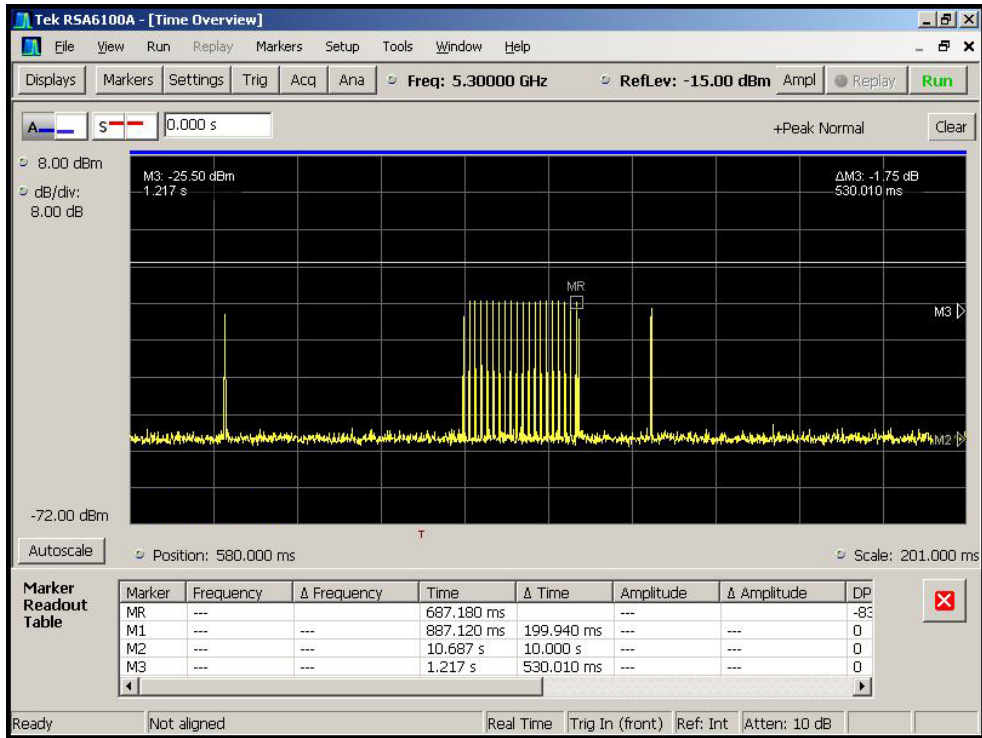 Tek RSA6100A - [Time Overview]
File View Run Replay Markers Setup Tools Window Help
Displays Markers Settings Trig Acq Ana Freq: 5.30000 GHz RefLev: -15.00 dBm Ampl Replay Run
A S 0.000 s +Peak Normal Clear
8.00 dBm
dB/div:
8.00 dB
M3: -25.50 dBm
1.217 s
ΔM3: -1.75 dB
530.010 ms
MR
M3
M2
-72.00 dBm
T
Autoscale Position: 580.000 ms Scale: 201.000 ms
Marker Readout Table
Marker Frequency Δ Frequency Time Δ Time Amplitude Δ Amplitude DP
MR --- 687.180 ms --- -83
M1 --- --- 887.120 ms 199.940 ms --- --- 0
M2 --- --- 10.687 s 10.000 s --- --- 0
M3 --- --- 1.217 s 530.010 ms --- --- 0
Ready Not aligned Real Time Trig In (front) Ref: Int Atten: 10 dB